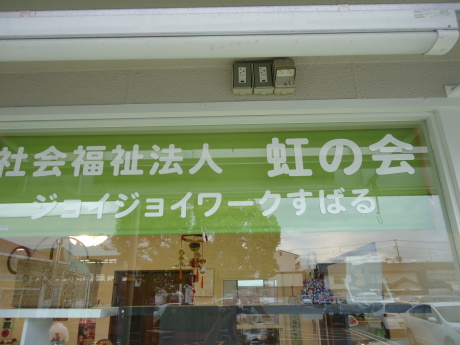 社会福祉法人 虹の会
ジョイジョイワークすばる